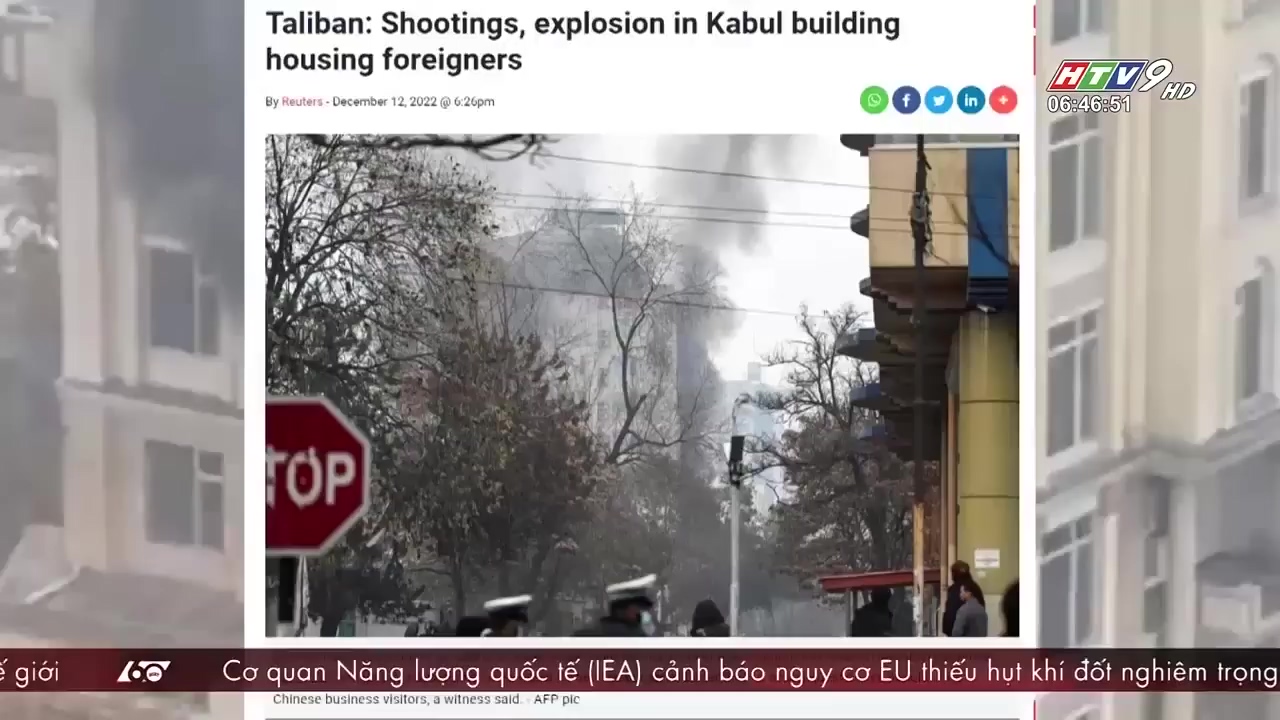 Taliban: Shootings, explosion in Kabul building
housing foreigners
By Reuters - December 12, 2022 @ 6:26pm
HTV9 HD
06:46:51
TOP
ế giới 60 Cơ quan Năng lượng quốc tế (IEA) cảnh báo nguy cơ EU thiếu hụt khí đốt nghiêm trọng
Chinese business visitors, a witness said. - AFP pic